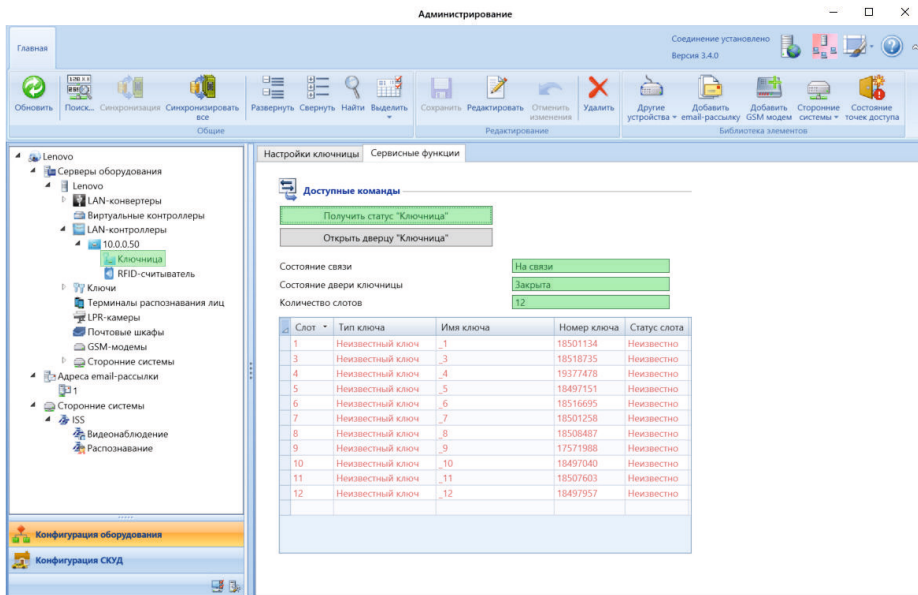 Администрирование
Главная
Соединение установлено
Версия 3.4.0
Обновить
Поиск...
Синхронизация
Синхронизировать все
Общие
Развернуть
Свернуть
Найти
Выделить
Сохранить
Редактировать
Отменить изменения
Удалить
Редактирование
Другие устройства
Добавить email-рассылку
Добавить GSM модем
Сторонние системы
Состояние точек доступа
Библиотека элементов
Lenovo
Серверы оборудования
Lenovo
LAN-конвертеры
Виртуальные контроллеры
LAN-контроллеры
10.0.0.50
Ключница
RFID-считыватель
Ключи
Терминалы распознавания лиц
LPR-камеры
Почтовые шкафы
GSM-модемы
Сторонние системы
Адреса email-рассылки
1
Сторонние системы
ISS
Видеонаблюдение
Распознавание
Конфигурация оборудования
Конфигурация СКУД
Настройки ключницы
Сервисные функции
Доступные команды
Получить статус "Ключница"
Открыть дверцу "Ключница"
Состояние связи На связи
Состояние двери ключницы Закрыта
Количество слотов 12
Слот Тип ключа Имя ключа Номер ключа Статус слота
1 Неизвестный ключ _1 18501134 Неизвестно
3 Неизвестный ключ _3 18518735 Неизвестно
4 Неизвестный ключ _4 19377478 Неизвестно
5 Неизвестный ключ _5 18497151 Неизвестно
6 Неизвестный ключ _6 18516695 Неизвестно
7 Неизвестный ключ _7 18501258 Неизвестно
8 Неизвестный ключ _8 18508487 Неизвестно
9 Неизвестный ключ _9 17571988 Неизвестно
10 Неизвестный ключ _10 18497040 Неизвестно
11 Неизвестный ключ _11 18507603 Неизвестно
12 Неизвестный ключ _12 18497957 Неизвестно